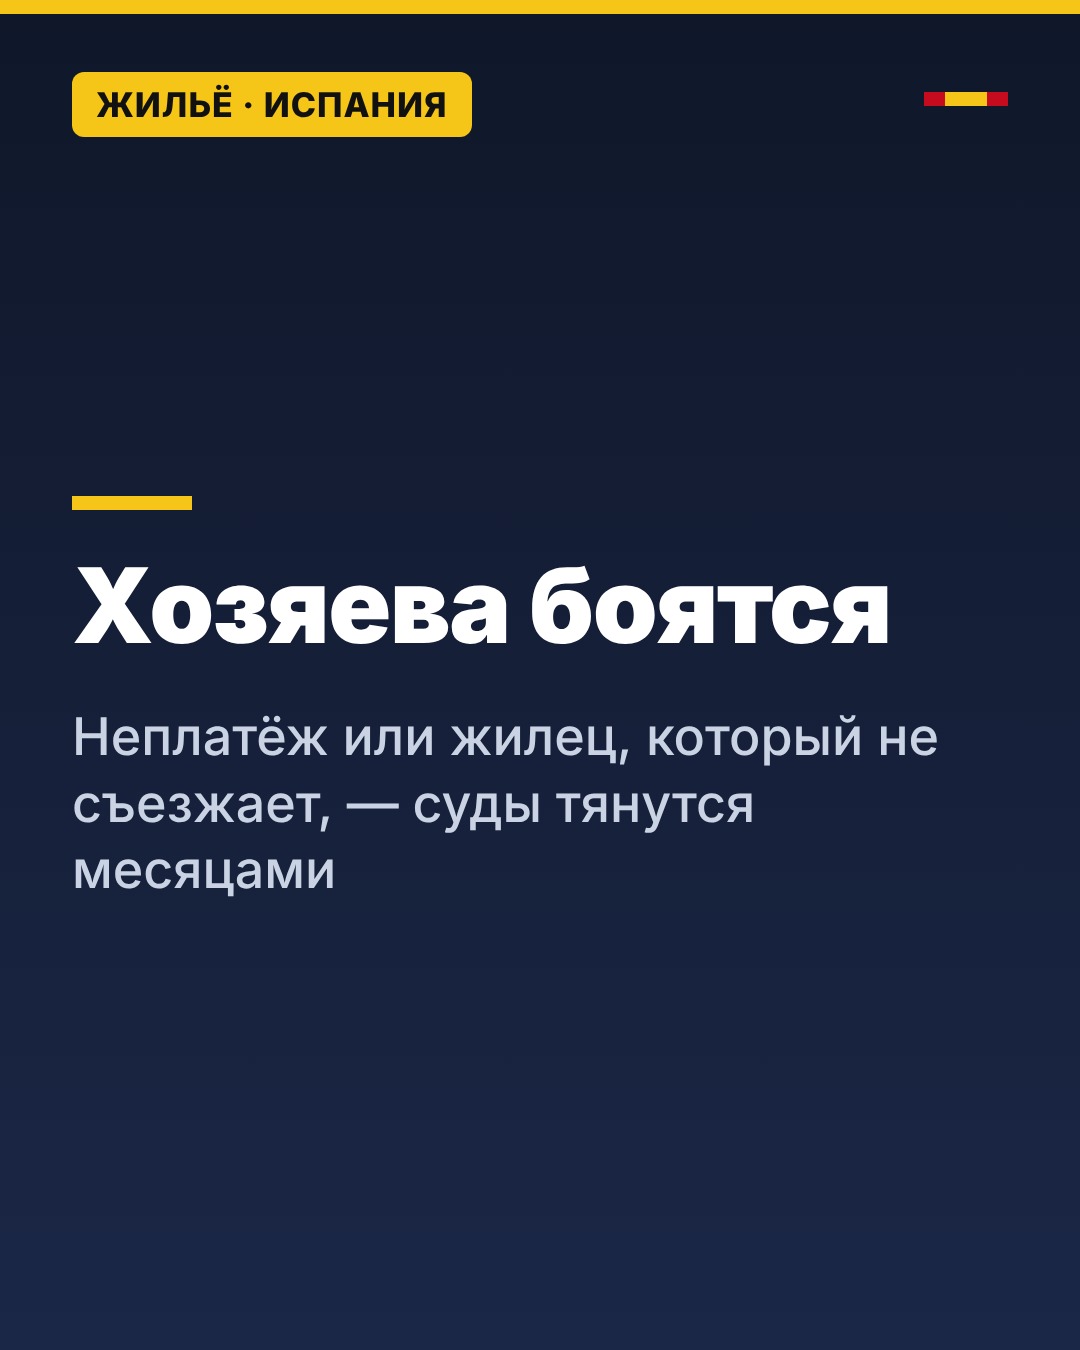 ЖИЛЬЁ · ИСПАНИЯ
Хозяева боятся
Неплатёж или жилец, который не
съезжает, — суды тянутся
месяцами